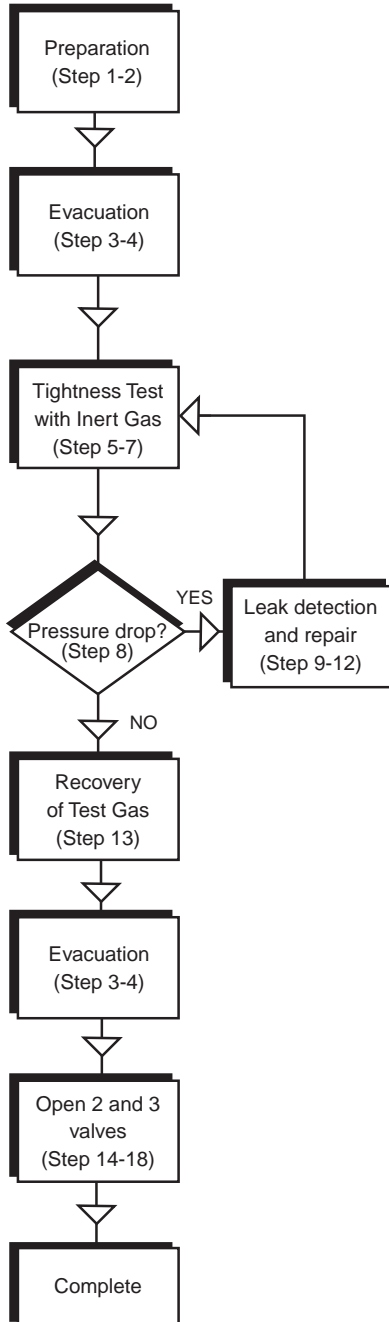 Preparation
(Step 1-2)
Evacuation
(Step 3-4)
Tightness Test
with Inert Gas
(Step 5-7)
Pressure drop?
(Step 8)
YES
Leak detection
and repair
(Step 9-12)
NO
Recovery
of Test Gas
(Step 13)
Evacuation
(Step 3-4)
Open 2 and 3
valves
(Step 14-18)
Complete